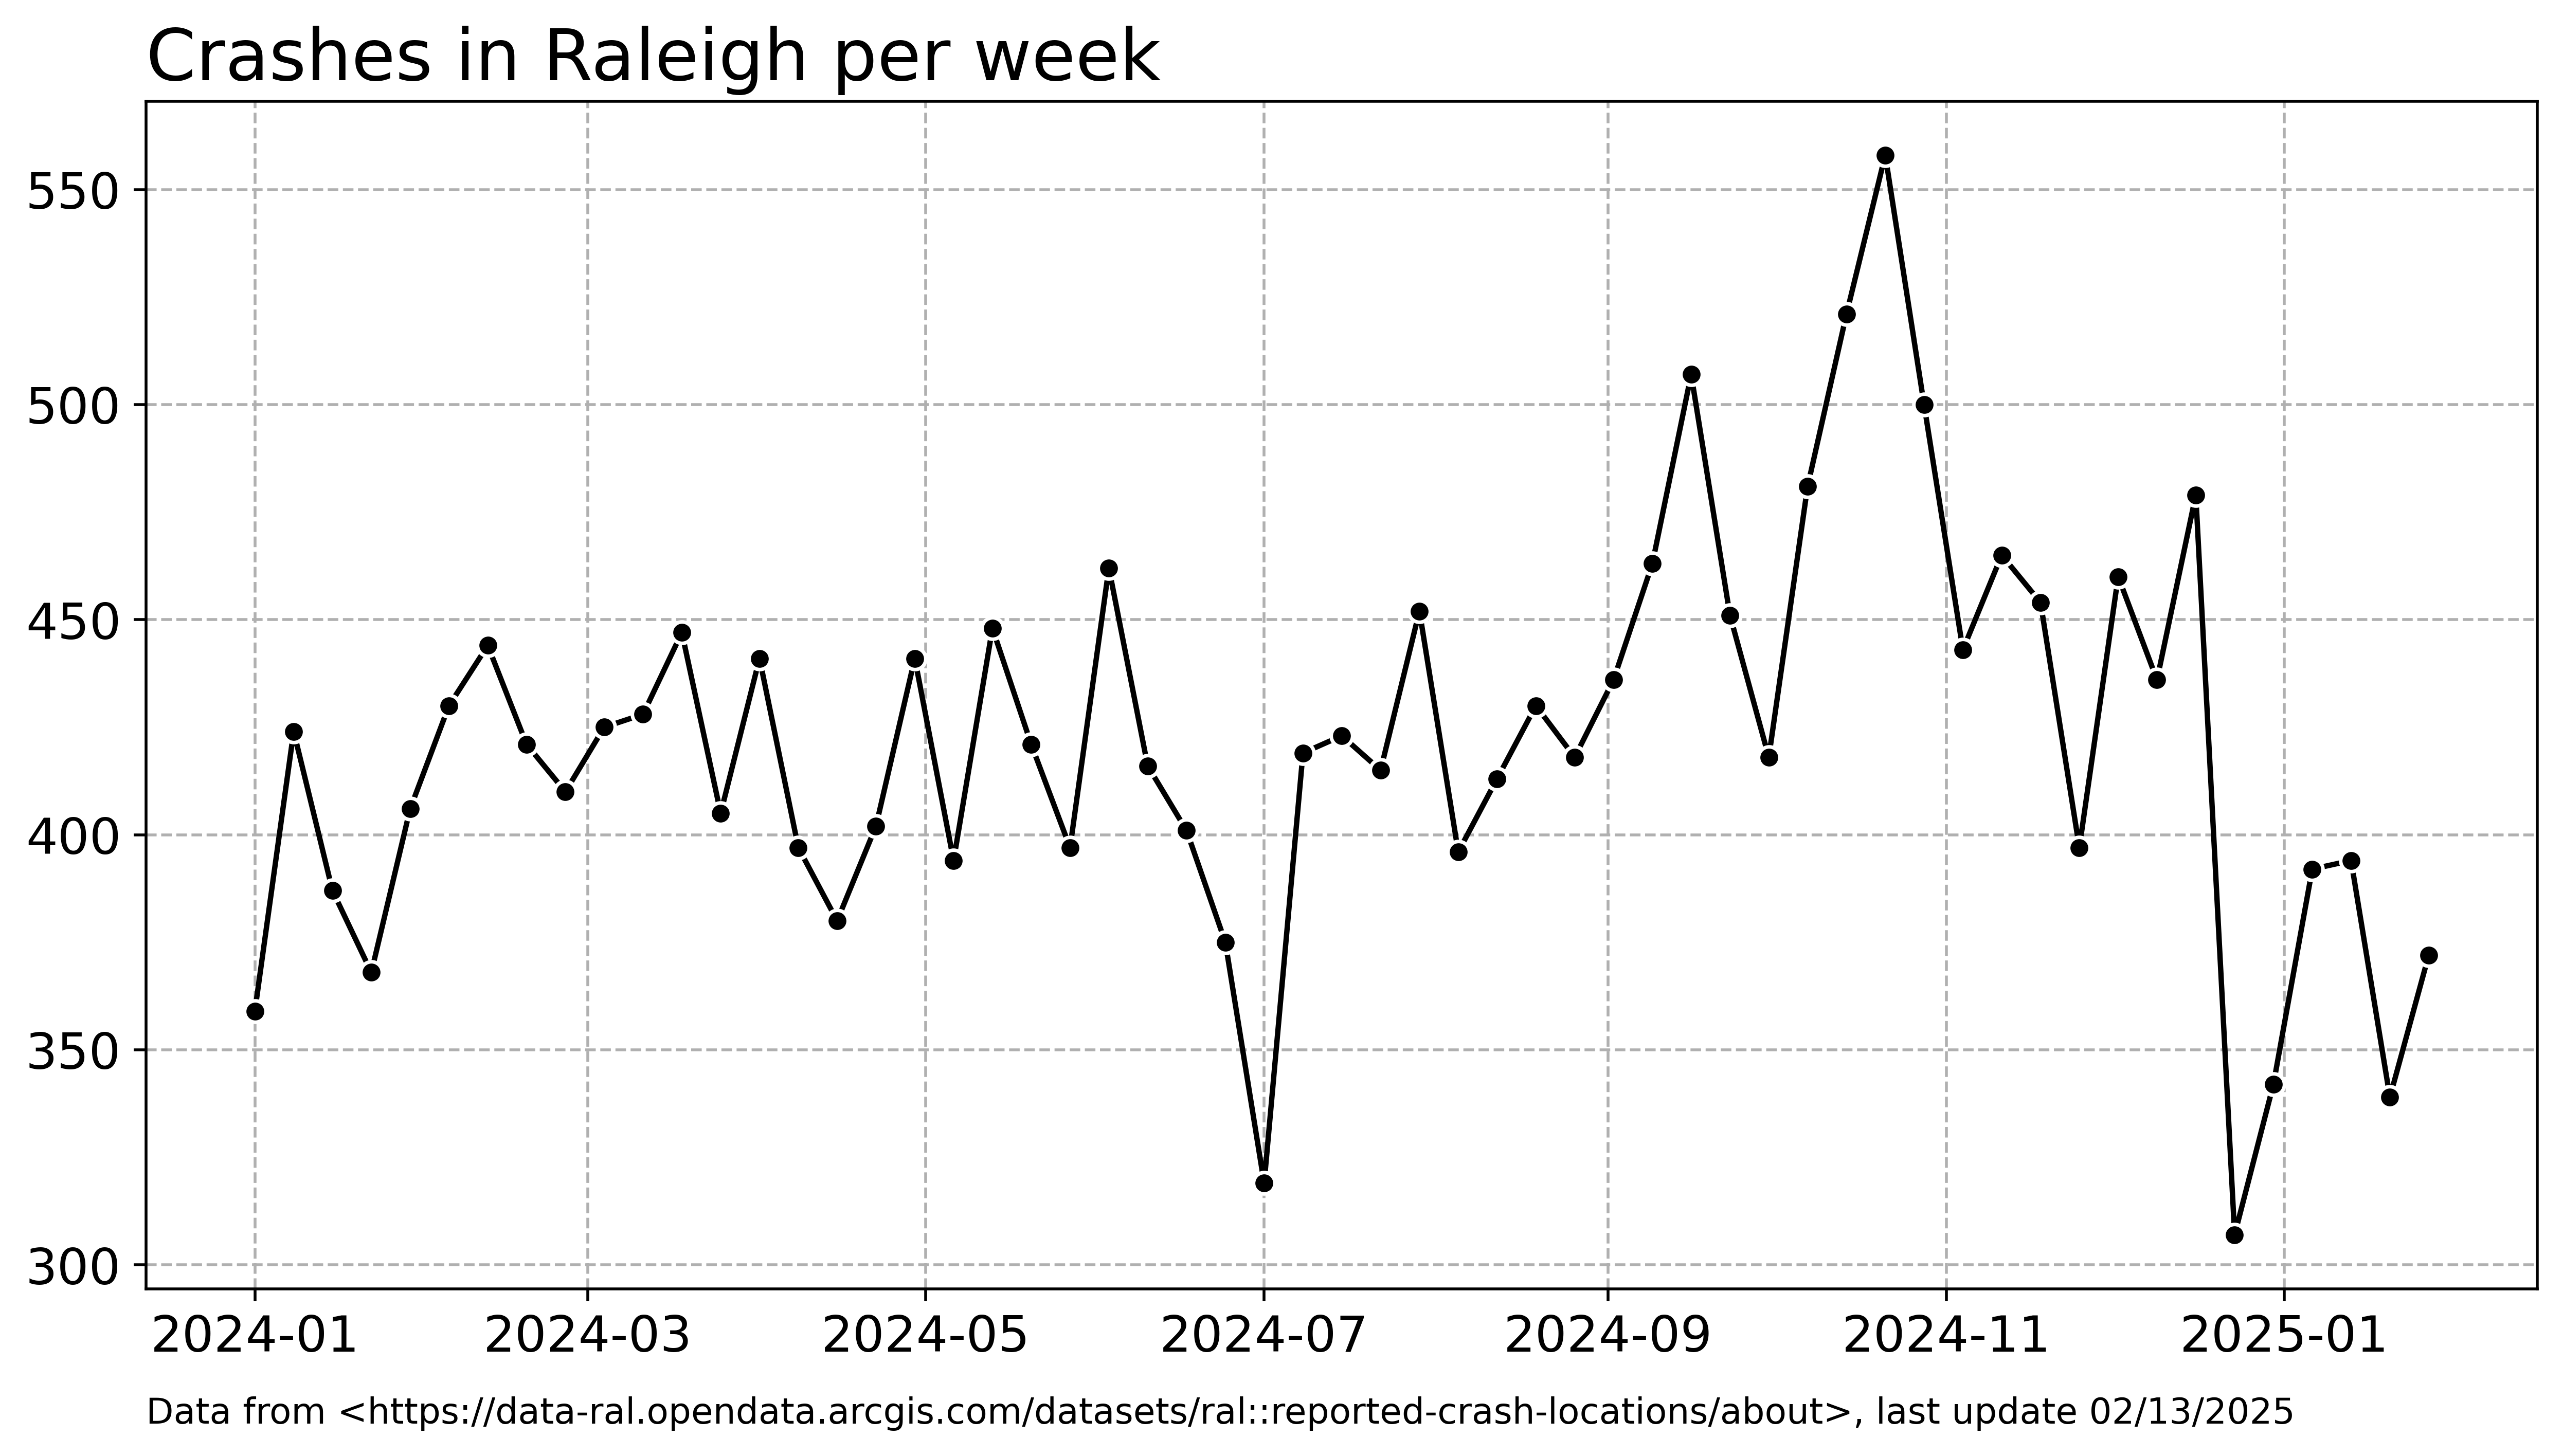 Crashes in Raleigh per week
550
500
450
400
350
300
2024-01 2024-03 2024-05 2024-07 2024-09 2024-11 2025-01
Data from <https://data-ral.opendata.arcgis.com/datasets/ral::reported-crash-locations/about>, last update 02/13/2025